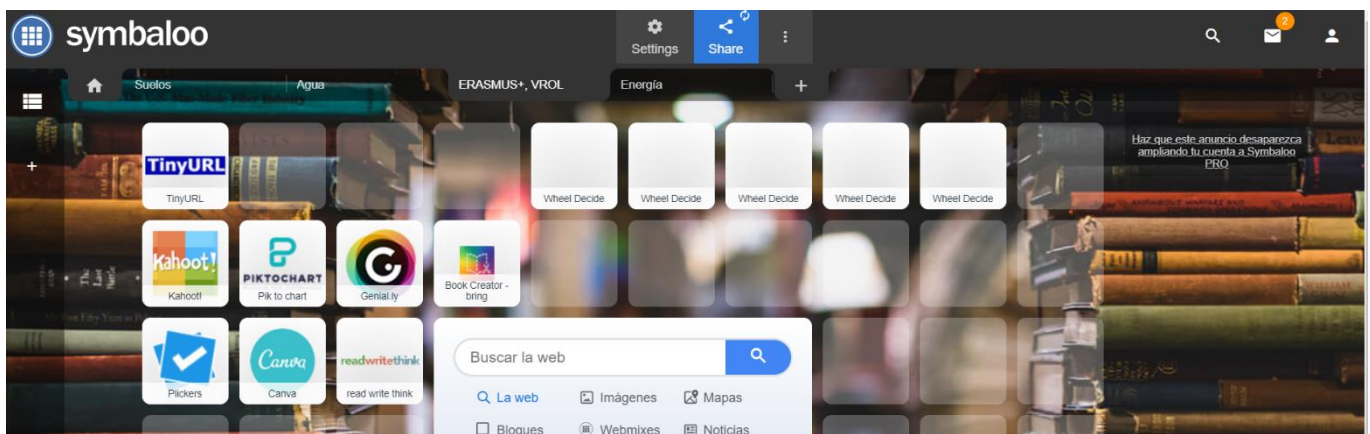 symbaloo
Settings
Share
2
Suelos
Agua
ERASMUS+, VROL
Energía
+
Haz que este anuncio desaparezca
ampliando tu cuenta a Symbaloo
PRO
+
TinyURL
TinyURL
Wheel Decide
Wheel Decide
Wheel Decide
Wheel Decide
Wheel Decide
Kahoot!
Kahoot!
PIKTOCHART
Pik to chart
G
Genial.ly
Book Creator -
bring
Plickers
Canva
Canva
readwritethink
read write think
Buscar la web
La web
Imágenes
Mapas
Bloques
Webmixes
Noticias